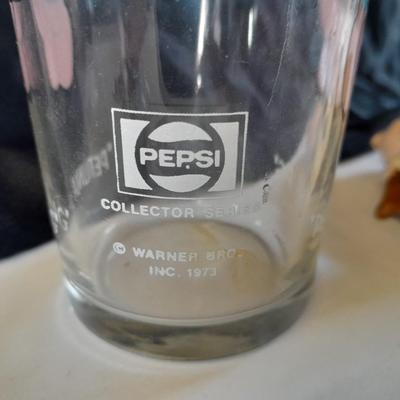 PEPSI
COLLECTOR SERIES
© WARNER BROS.
INC. 1973